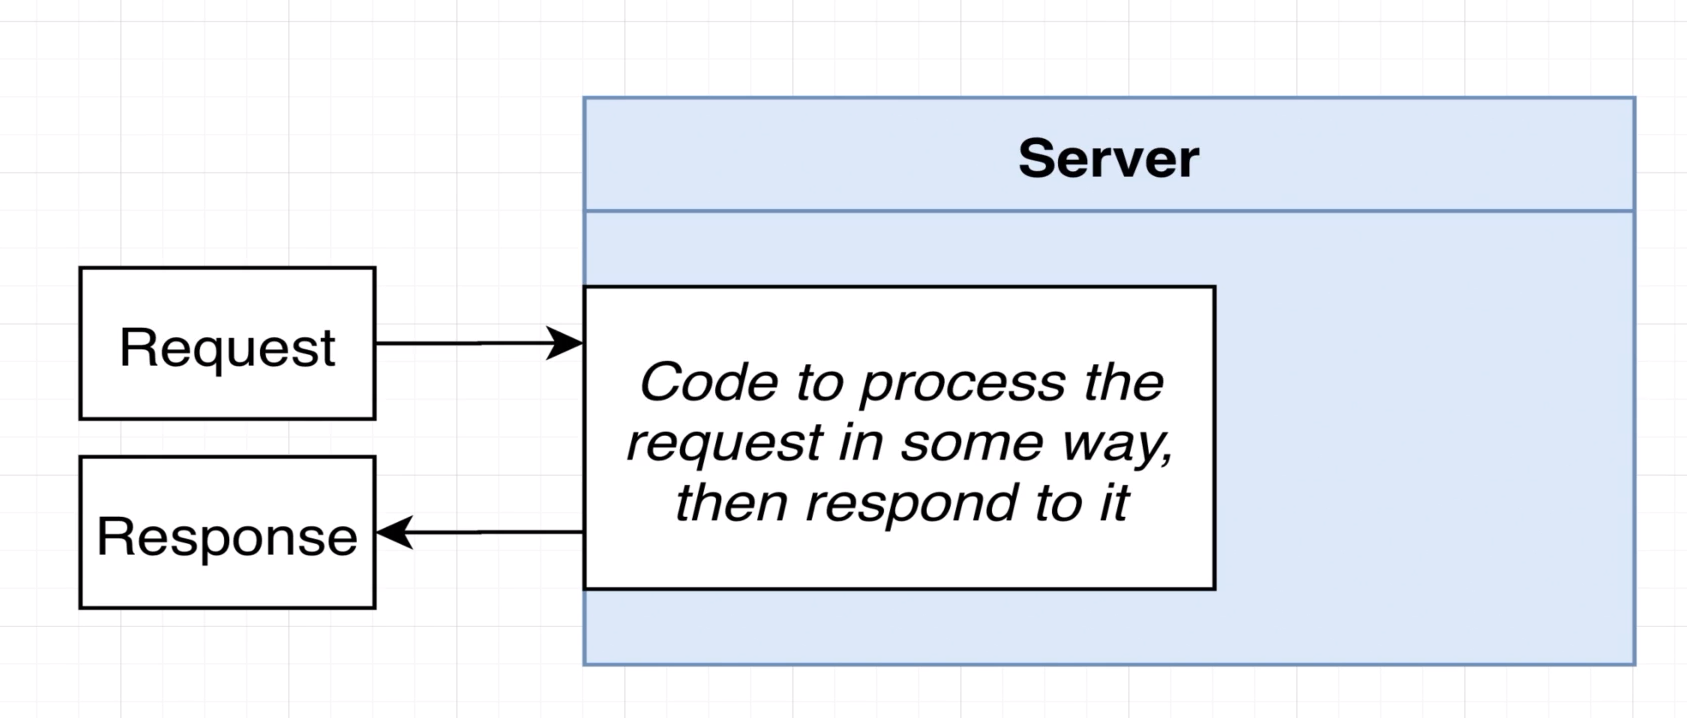 Server
Request
Code to process the
request in some way,
then respond to it
Response